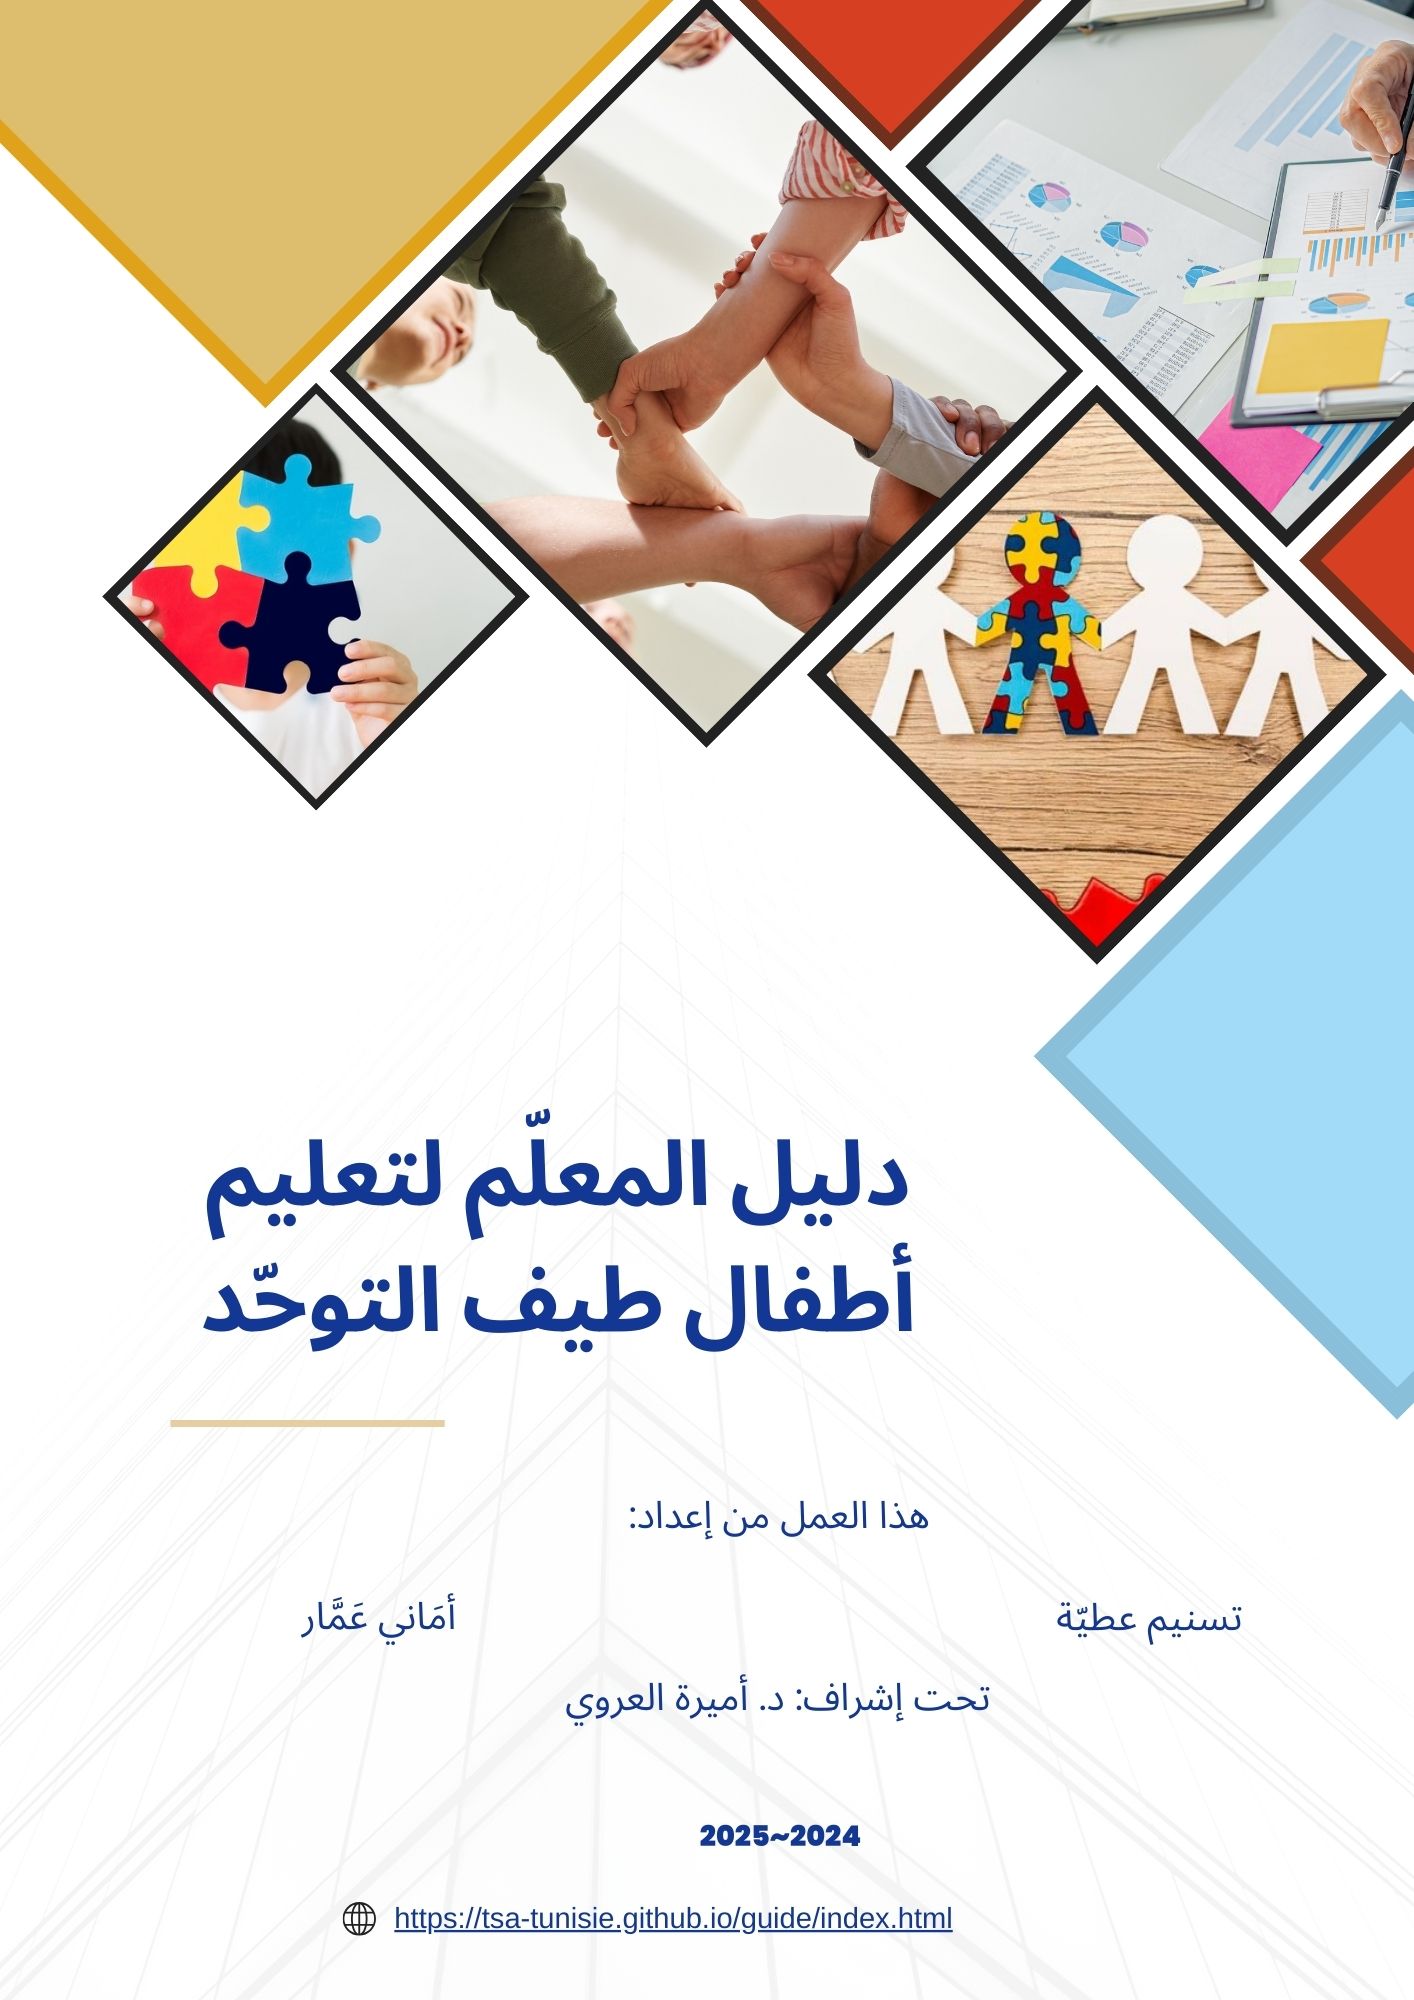 دليل المعلّم لتعليم
أطفال طيف التوحّد
هذا العمل من إعداد:
تسنيم عطيّة
أمَاني عَمَّار
تحت إشراف: د. أميرة العروي
2025~2024
https://tsa-tunisie.github.io/guide/index.html